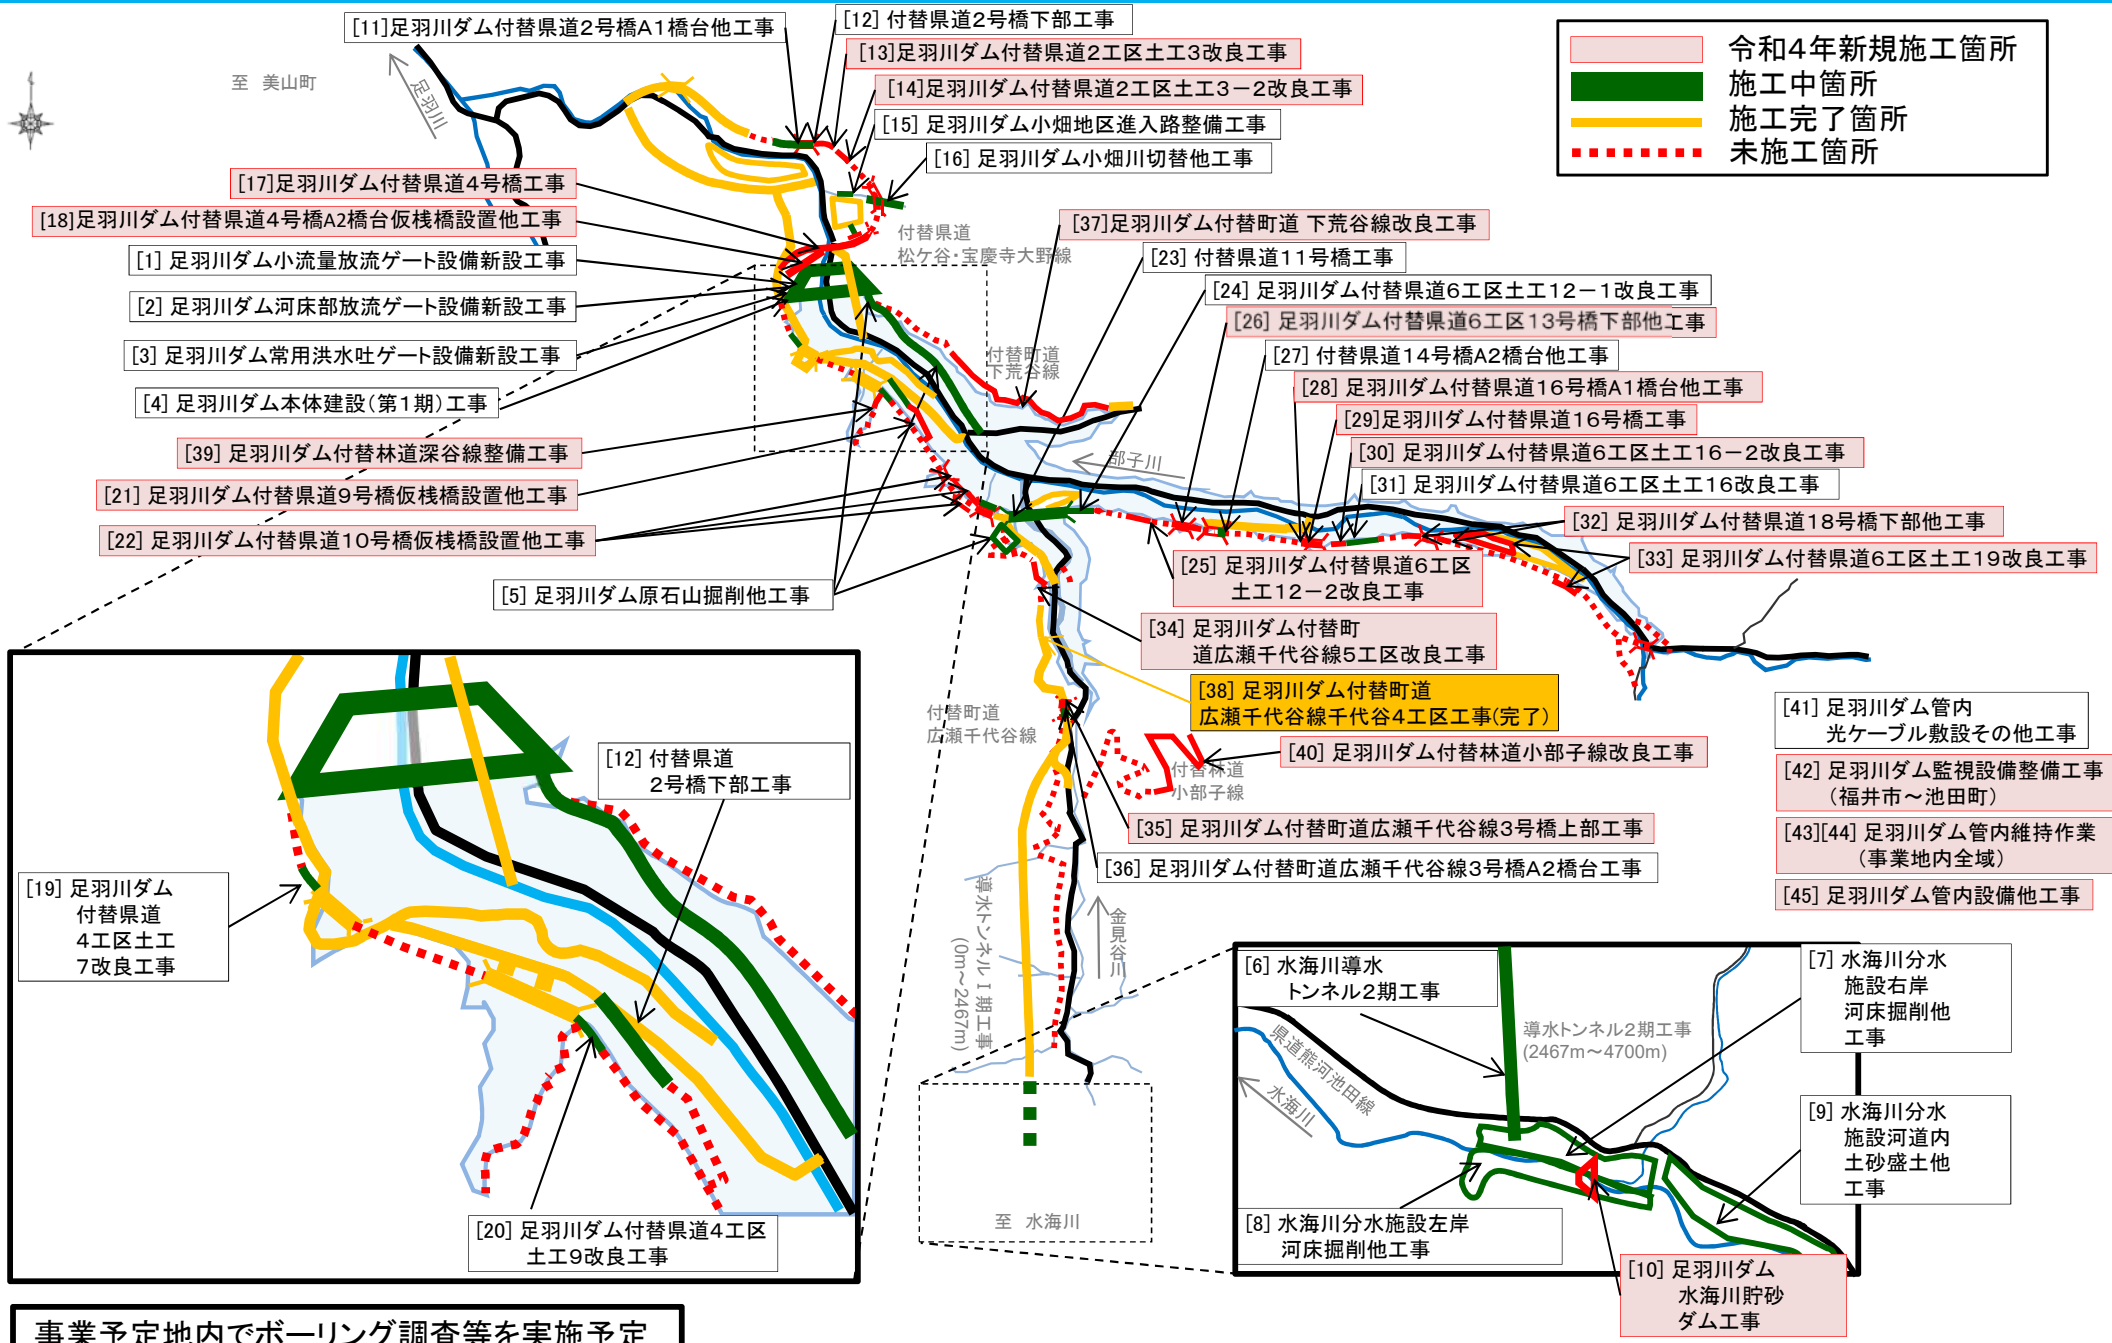 [11]足羽川ダム付替県道2号橋A1橋台他工事
[12] 付替県道2号橋下部工事
[13]足羽川ダム付替県道2工区土工3改良工事
[14]足羽川ダム付替県道2工区土工3－2改良工事
[15] 足羽川ダム小畑地区進入路整備工事
[16] 足羽川ダム小畑川切替他工事
令和4年新規施工箇所
施工中箇所
施工完了箇所
未施工箇所
至 美山町
足羽川
[17]足羽川ダム付替県道4号橋工事
[18]足羽川ダム付替県道4号橋A2橋台仮桟橋設置他工事
[1] 足羽川ダム小流量放流ゲート設備新設工事
[2] 足羽川ダム河床部放流ゲート設備新設工事
[3] 足羽川ダム常用洪水吐ゲート設備新設工事
[4] 足羽川ダム本体建設(第1期)工事
[39] 足羽川ダム付替林道深谷線整備工事
[21] 足羽川ダム付替県道9号橋仮桟橋設置他工事
[22] 足羽川ダム付替県道10号橋仮桟橋設置他工事
[5] 足羽川ダム原石山掘削他工事
付替県道
松ケ谷・宝慶寺大野線
[37]足羽川ダム付替町道 下荒谷線改良工事
[23] 付替県道11号橋工事
[24] 足羽川ダム付替県道6工区土工12－1改良工事
[26] 足羽川ダム付替県道6工区13号橋下部他工事
[27] 付替県道14号橋A2橋台他工事
[28] 足羽川ダム付替県道16号橋A1橋台他工事
[29]足羽川ダム付替県道16号橋工事
[30] 足羽川ダム付替県道6工区土工16－2改良工事
[31] 足羽川ダム付替県道6工区土工16改良工事
[32] 足羽川ダム付替県道18号橋下部他工事
[33] 足羽川ダム付替県道6工区土工19改良工事
付替町道
下荒谷線
部子川
[25] 足羽川ダム付替県道6工区
土工12－2改良工事
[34] 足羽川ダム付替町
道広瀬千代谷線5工区改良工事
[38] 足羽川ダム付替町道
広瀬千代谷線千代谷4工区工事(完了)
付替町道
広瀬千代谷線
[40] 足羽川ダム付替林道小部子線改良工事
付替林道
小部子線
[35] 足羽川ダム付替町道広瀬千代谷線3号橋上部工事
[36] 足羽川ダム付替町道広瀬千代谷線3号橋A2橋台工事
[41] 足羽川ダム管内
光ケーブル敷設その他工事
[42] 足羽川ダム監視設備整備工事
(福井市～池田町)
[43][44] 足羽川ダム管内維持作業
(事業地内全域)
[45] 足羽川ダム管内設備他工事
[12] 付替県道
2号橋下部工事
[19] 足羽川ダム
付替県道
4工区土工
7改良工事
[20] 足羽川ダム付替県道4工区
土工9改良工事
導水トンネルⅠ期工事
(0m～2467m)
金見谷川
至 水海川
[6] 水海川導水
トンネル2期工事
導水トンネル2期工事
(2467m～4700m)
県道熊河池田線
水海川
[7] 水海川分水
施設右岸
河床掘削他
工事
[9] 水海川分水
施設河道内
土砂盛土他
工事
[8] 水海川分水施設左岸
河床掘削他工事
[10] 足羽川ダム
水海川貯砂
ダム工事
事業予定地内でボーリング調査等を実施予定